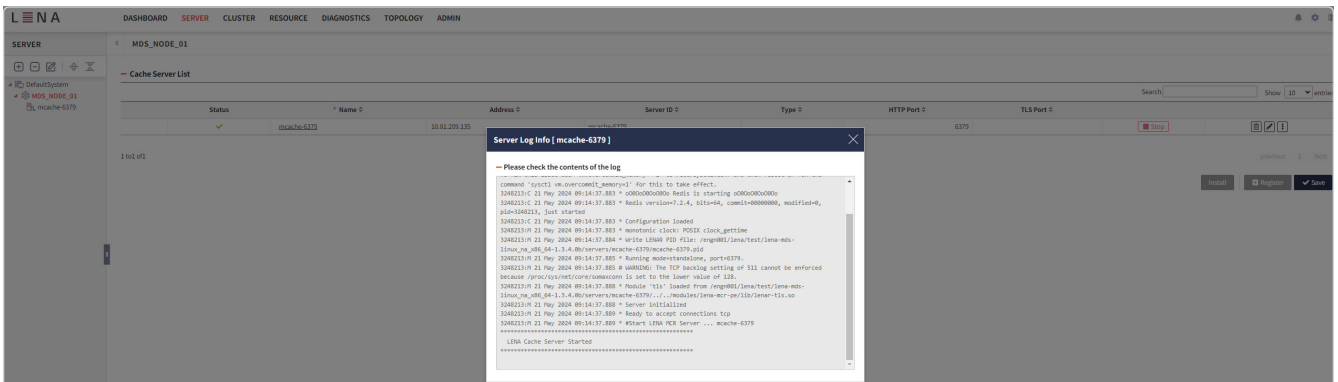 LENA
DASHBOARD SERVER CLUSTER RESOURCE DIAGNOSTICS TOPOLOGY ADMIN
SERVER
MDS_NODE_01
DefaultSystem
MDS_NODE_01
mcache-6379
Cache Server List
Search
Show 10 entries
Status * Name Address Server ID Type HTTP Port TLS Port
mcache-6379 10.81.209.135 mcache-6379 6379 Stop
1 to1 of1
previous 1 Next
Install Register Save
Server Log Info [ mcache-6379 ]
Please check the contents of the log
command 'sysctl vm.overcommit_memory=1' for this to take effect.
3248213:C 21 May 2024 09:14:37.883 * oO0OoO0OoO0Oo Redis is starting oO0OoO0OoO0Oo
3248213:C 21 May 2024 09:14:37.883 * Redis version=7.2.4, bits=64, commit=00000000, modified=0,
pid=3248213, just started
3248213:C 21 May 2024 09:14:37.883 * Configuration loaded
3248213:M 21 May 2024 09:14:37.883 * monotonic clock: POSIX clock_gettime
3248213:M 21 May 2024 09:14:37.884 * Write LENA0 PID file: /engn001/lena/test/lena-mds-
linux_na_x86_64-1.3.4.0b/servers/mcache-6379/mcache-6379.pid
3248213:M 21 May 2024 09:14:37.885 * Running mode=standalone, port=6379.
3248213:M 21 May 2024 09:14:37.885 # WARNING: The TCP backlog setting of 511 cannot be enforced
because /proc/sys/net/core/somaxconn is set to the lower value of 128.
3248213:M 21 May 2024 09:14:37.888 * Module 'tls' loaded from /engn001/lena/test/lena-mds-
linux_na_x86_64-1.3.4.0b/servers/mcache-6379/../../modules/lena-mcr-pe/lib/lenar-tls.so
3248213:M 21 May 2024 09:14:37.888 * Server initialized
3248213:M 21 May 2024 09:14:37.889 * Ready to accept connections tcp
3248213:M 21 May 2024 09:14:37.889 * #Start LENA MCR Server ... mcache-6379
*********************************************************
LENA Cache Server Started
*********************************************************